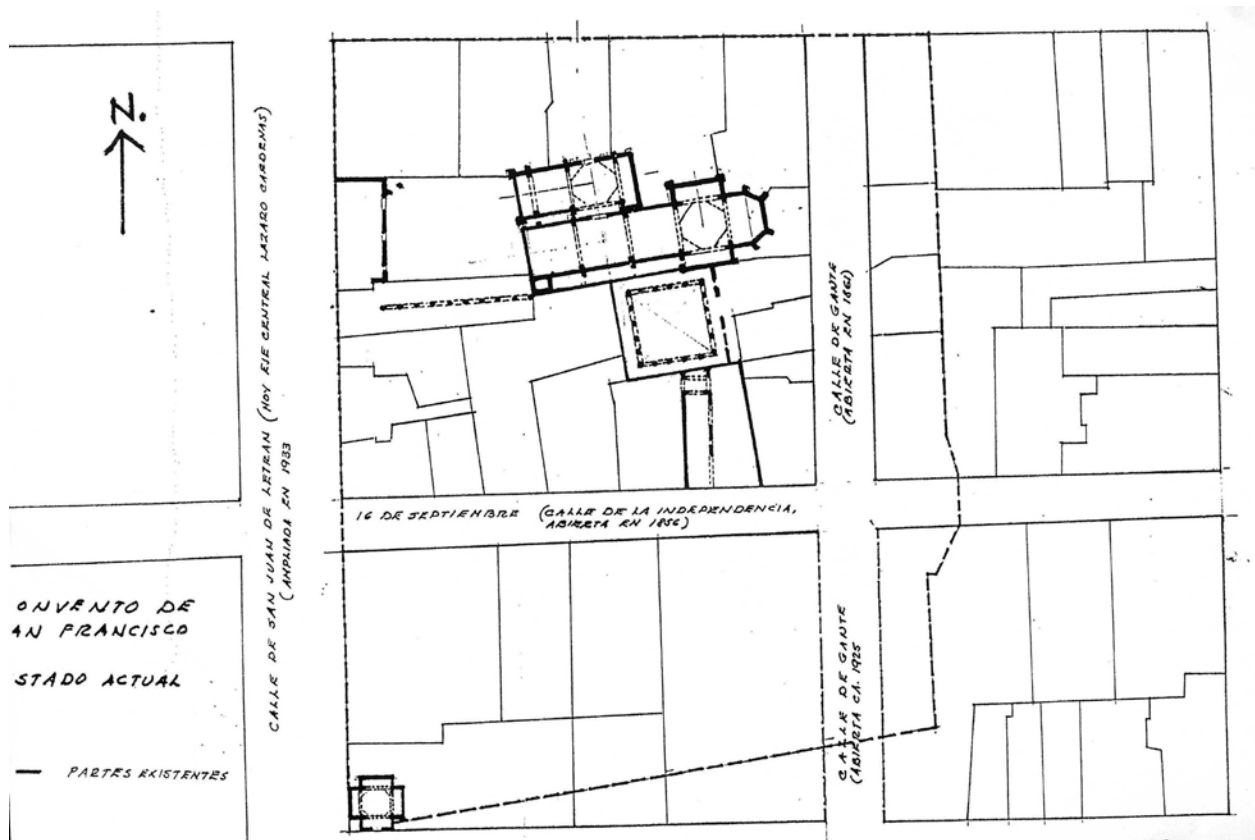 N.
CALLE DE SAN JUAN DE LETRAN (HOY EJE CENTRAL LAZARO CARDENAS)
(AMPLIADA EN 1933
CALLE DE GANTE
(ABIERTA EN 1861)
16 DE SEPTIEMBRE (CALLE DE LA INDEPENDENCIA,
ABIERTA EN 1856)
ONVENTO DE
AN FRANCISCO
STADO ACTUAL
PARTES EXISTENTES
CALLE DE GANTE
(ABIERTA CA. 1925